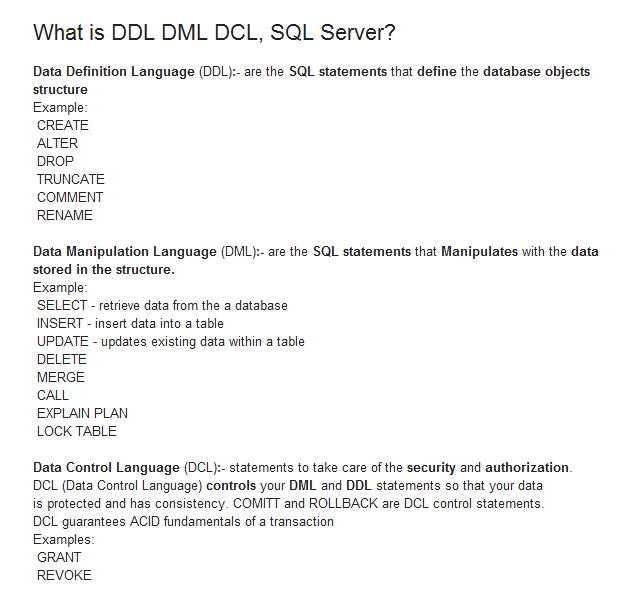 What is DDL DML DCL, SQL Server?
Data Definition Language (DDL):- are the SQL statements that define the database objects
structure
Example:
CREATE
ALTER
DROP
TRUNCATE
COMMENT
RENAME
Data Manipulation Language (DML):- are the SQL statements that Manipulates with the data
stored in the structure.
Example:
SELECT - retrieve data from the a database
INSERT - insert data into a table
UPDATE - updates existing data within a table
DELETE
MERGE
CALL
EXPLAIN PLAN
LOCK TABLE
Data Control Language (DCL):- statements to take care of the security and authorization.
DCL (Data Control Language) controls your DML and DDL statements so that your data
is protected and has consistency. COMITT and ROLLBACK are DCL control statements.
DCL guarantees ACID fundamentals of a transaction
Examples:
GRANT
REVOKE